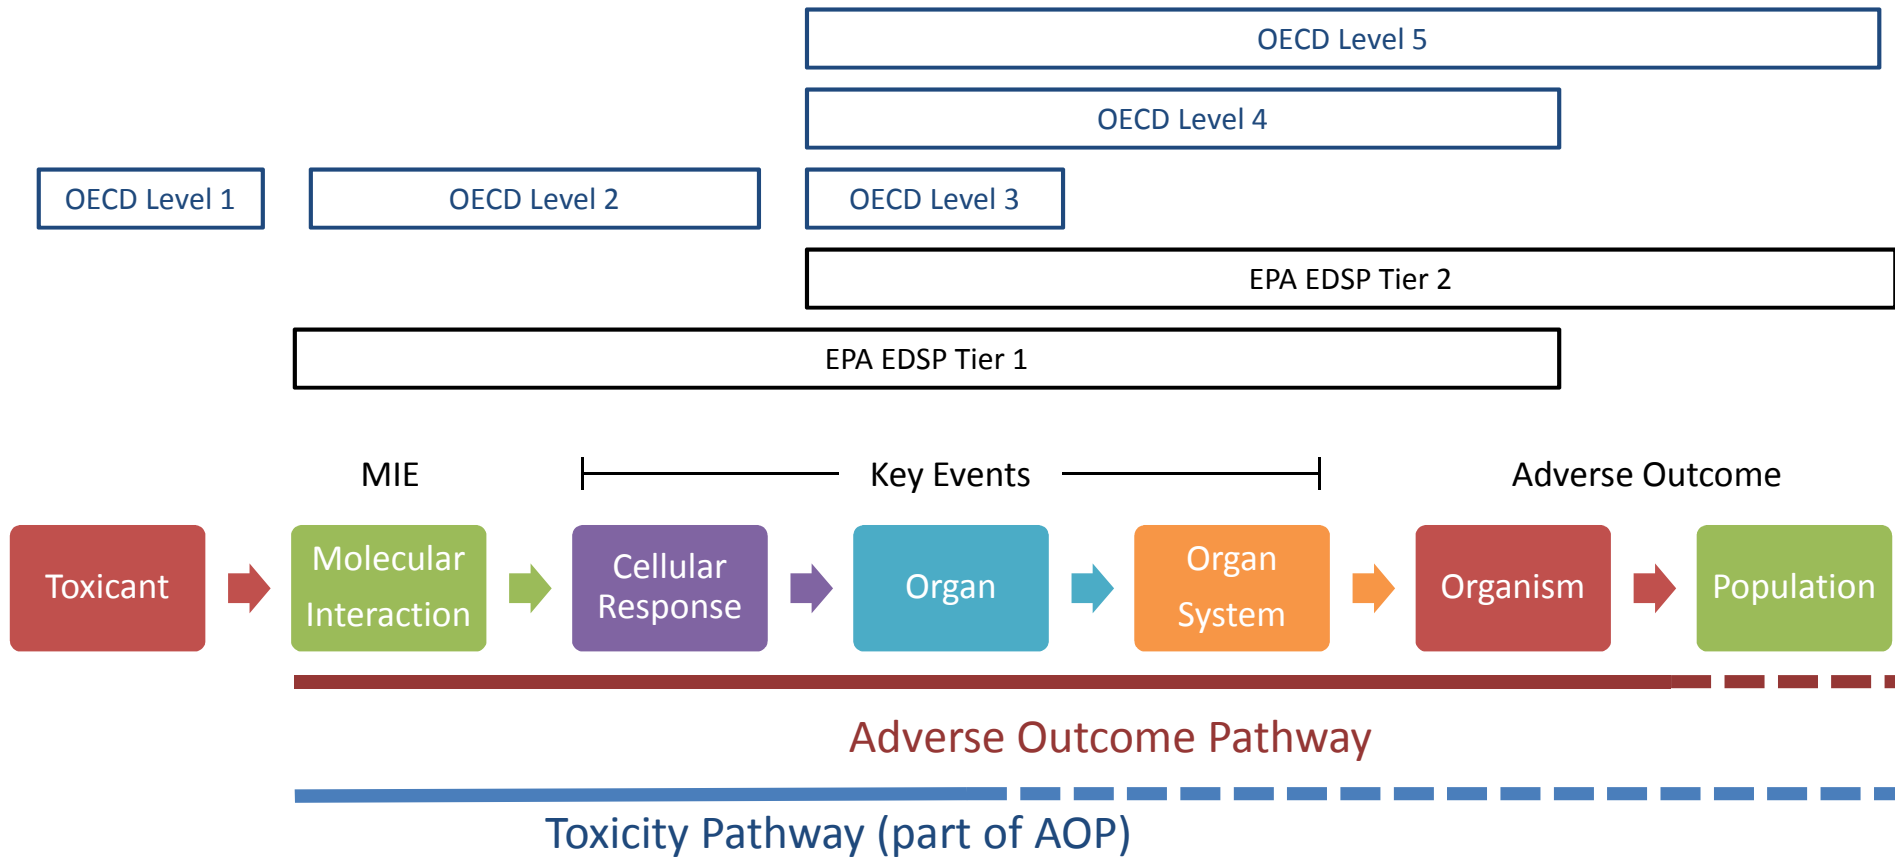 OECD Level 5
OECD Level 4
OECD Level 1
OECD Level 2
OECD Level 3
EPA EDSP Tier 2
EPA EDSP Tier 1
MIE
Key Events
Adverse Outcome
Toxicant
Molecular
Interaction
Cellular
Response
Organ
Organ
System
Organism
Population
Adverse Outcome Pathway
Toxicity Pathway (part of AOP)